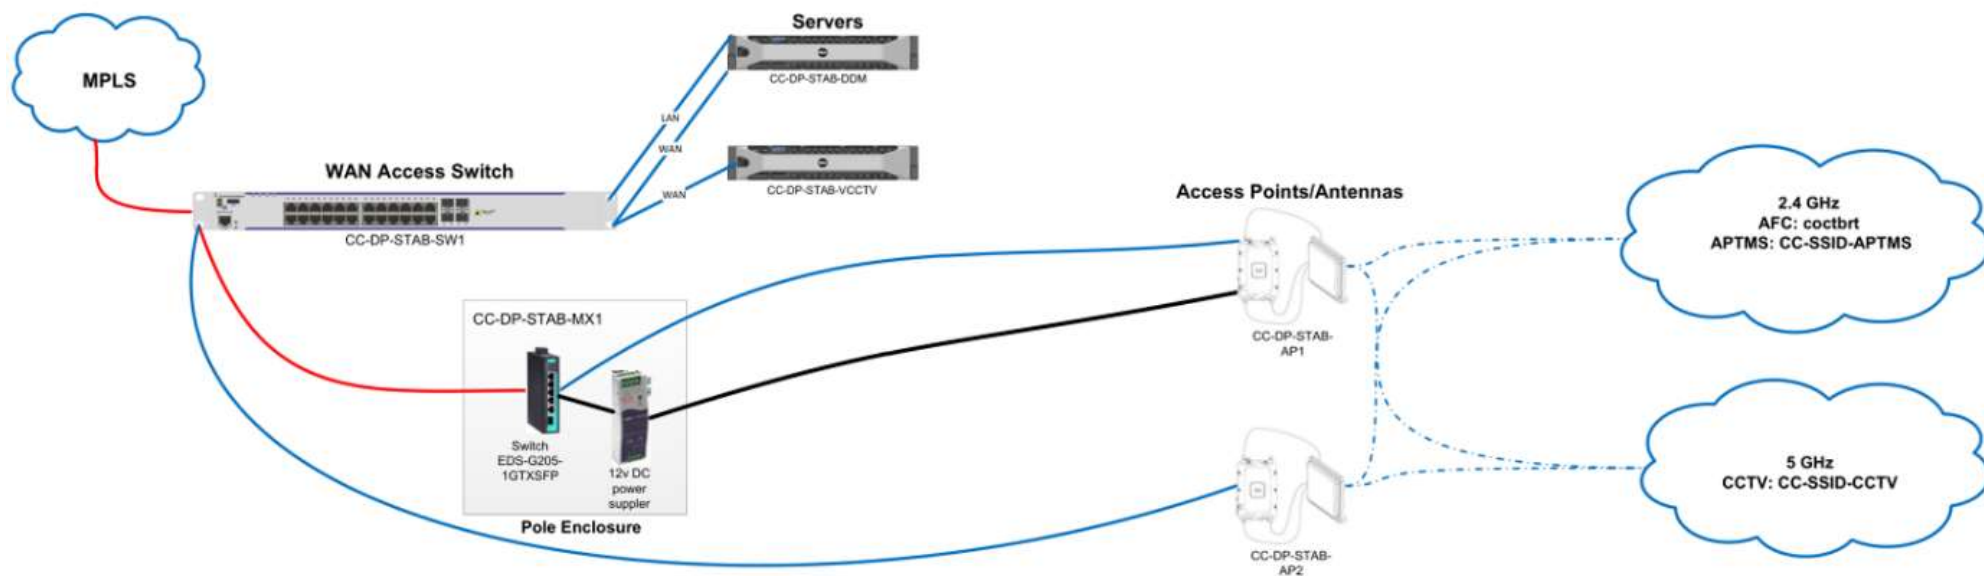 Servers
MPLS
CC-DP-STAB-DDM
LAN
WAN
WAN Access Switch
CC-DP-STAB-VCCTV
WAN
CC-DP-STAB-SW1
Access Points/Antennas
2.4 GHz
AFC: coctbrt
APTMS: CC-SSID-APTMS
CC-DP-STAB-MX1
CC-DP-STAB-
AP1
Switch
EDS-G205-
1GTXSFP
12v DC
power
suppler
Pole Enclosure
5 GHz
CCTV: CC-SSID-CCTV
CC-DP-STAB-
AP2